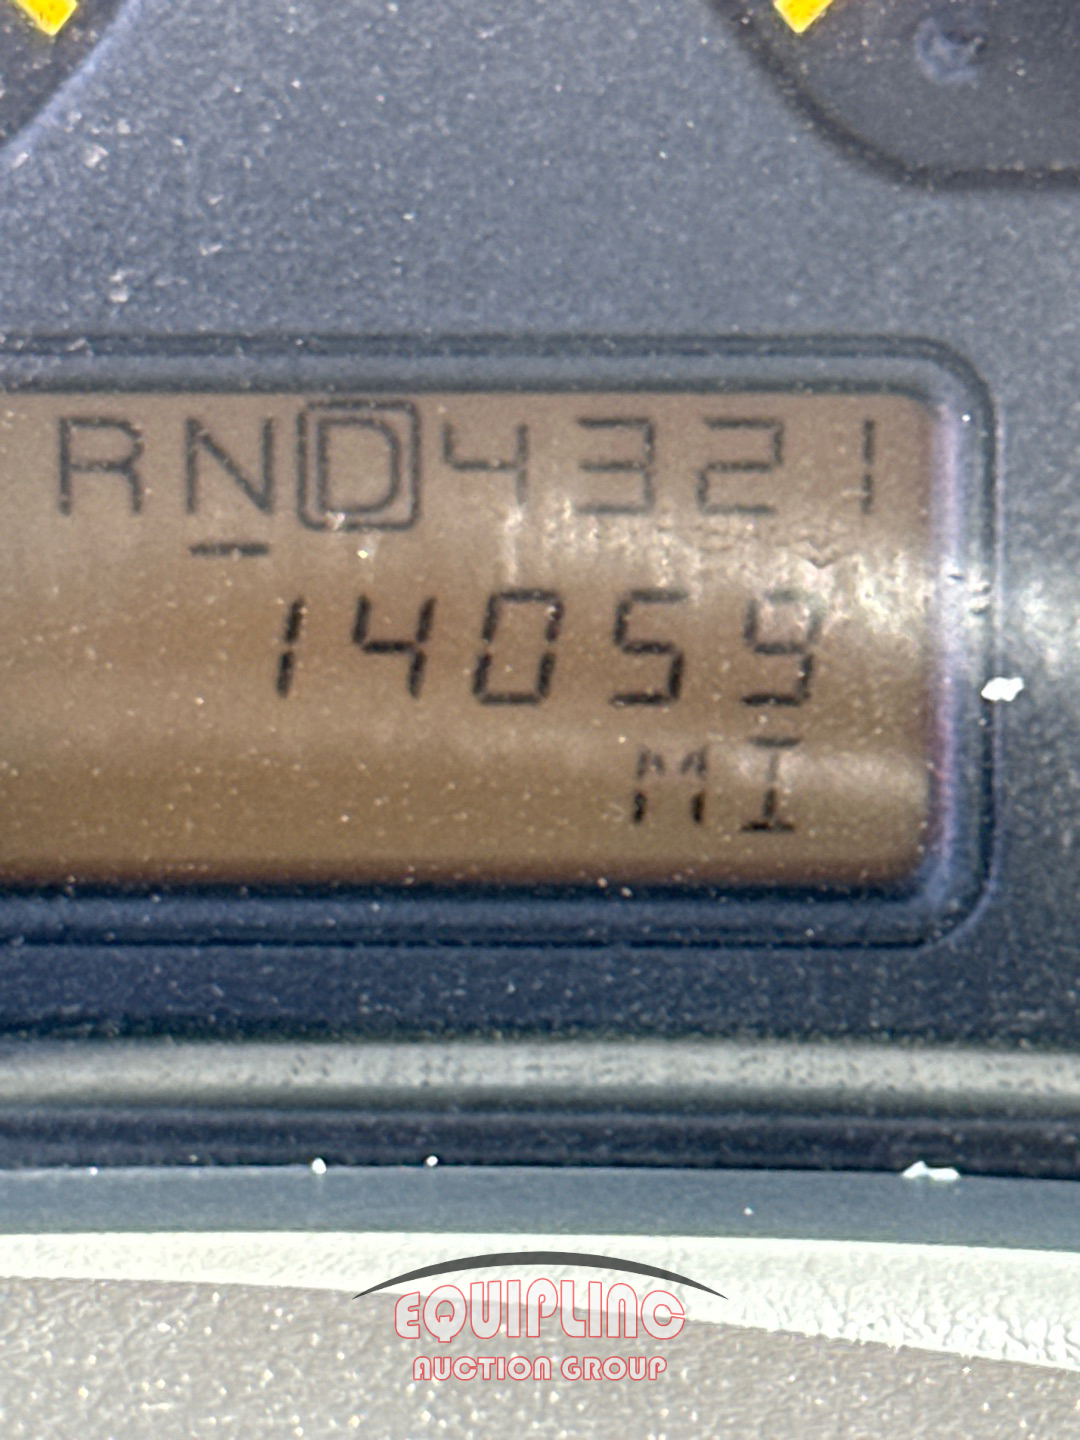 RND4321
14059
MI
EQUIPLINC
AUCTION GROUP